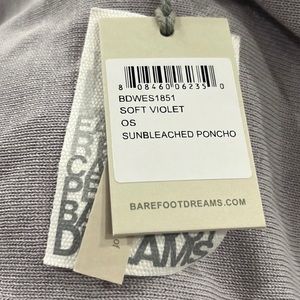 8 08460 06235 0
BDWES1851
SOFT VIOLET
OS
SUNBLEACHED PONCHO
BAREFOOTDREAMS.COM